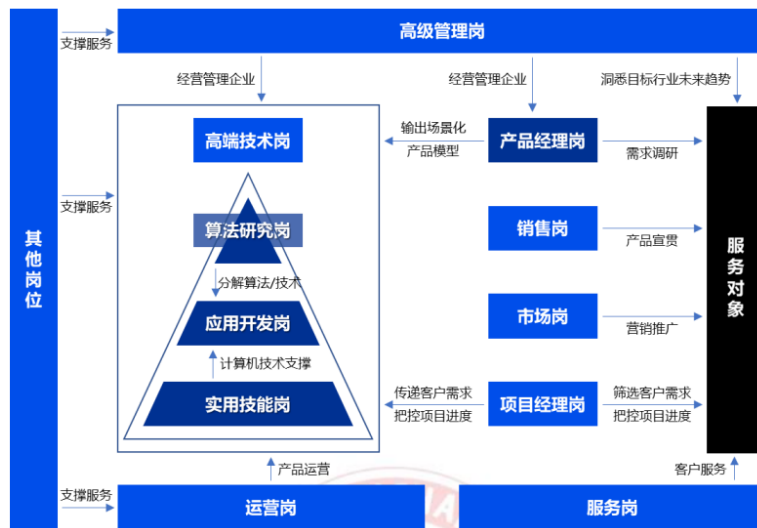 高级管理岗
支撑服务
经营管理企业
经营管理企业
洞悉目标行业未来趋势
高端技术岗
输出场景化
产品模型
产品经理岗
需求调研
支撑服务
算法研究岗
销售岗
产品宣贯
其他岗位
服务对象
分解算法/技术
应用开发岗
市场岗
营销推广
计算机技术支撑
实用技能岗
传递客户需求
把控项目进度
项目经理岗
筛选客户需求
把控项目进度
产品运营
客户服务
支撑服务
运营岗
服务岗